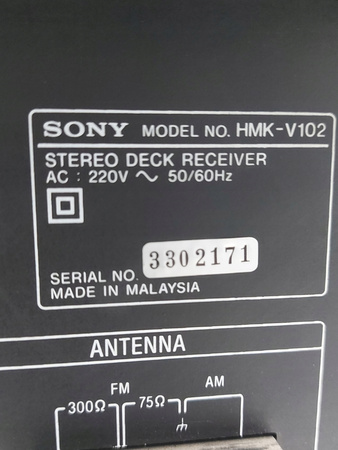 SONY MODEL NO. HMK-V102
STEREO DECK RECEIVER
AC : 220V ～ 50/60Hz
SERIAL NO. 3302171
MADE IN MALAYSIA
ANTENNA
FM AM
300Ω 75Ω